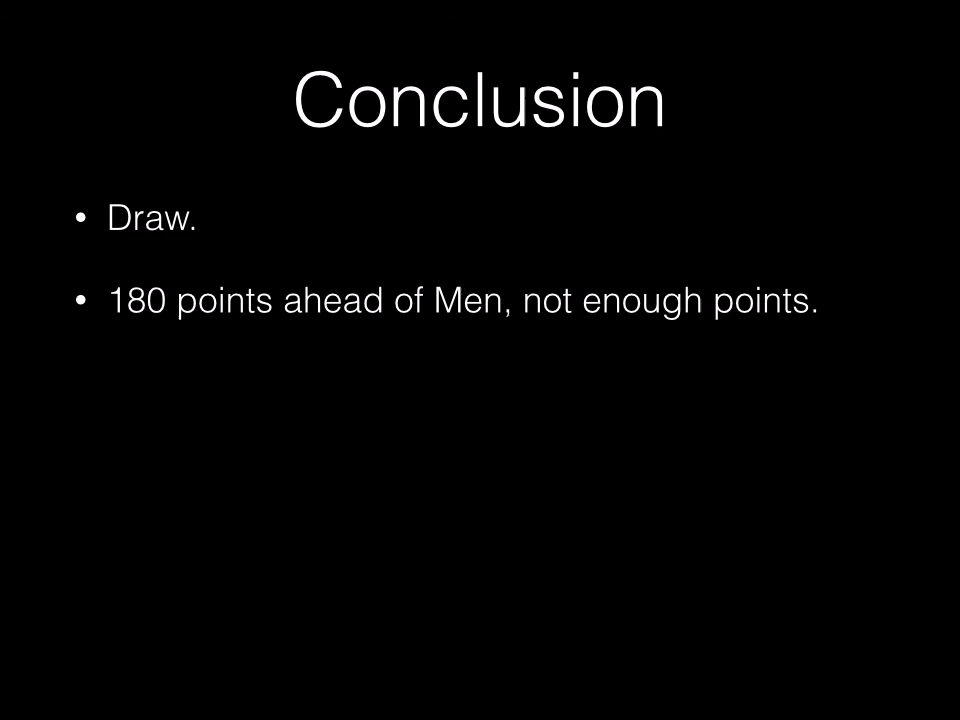 Conclusion
• Draw.
• 180 points ahead of Men, not enough points.